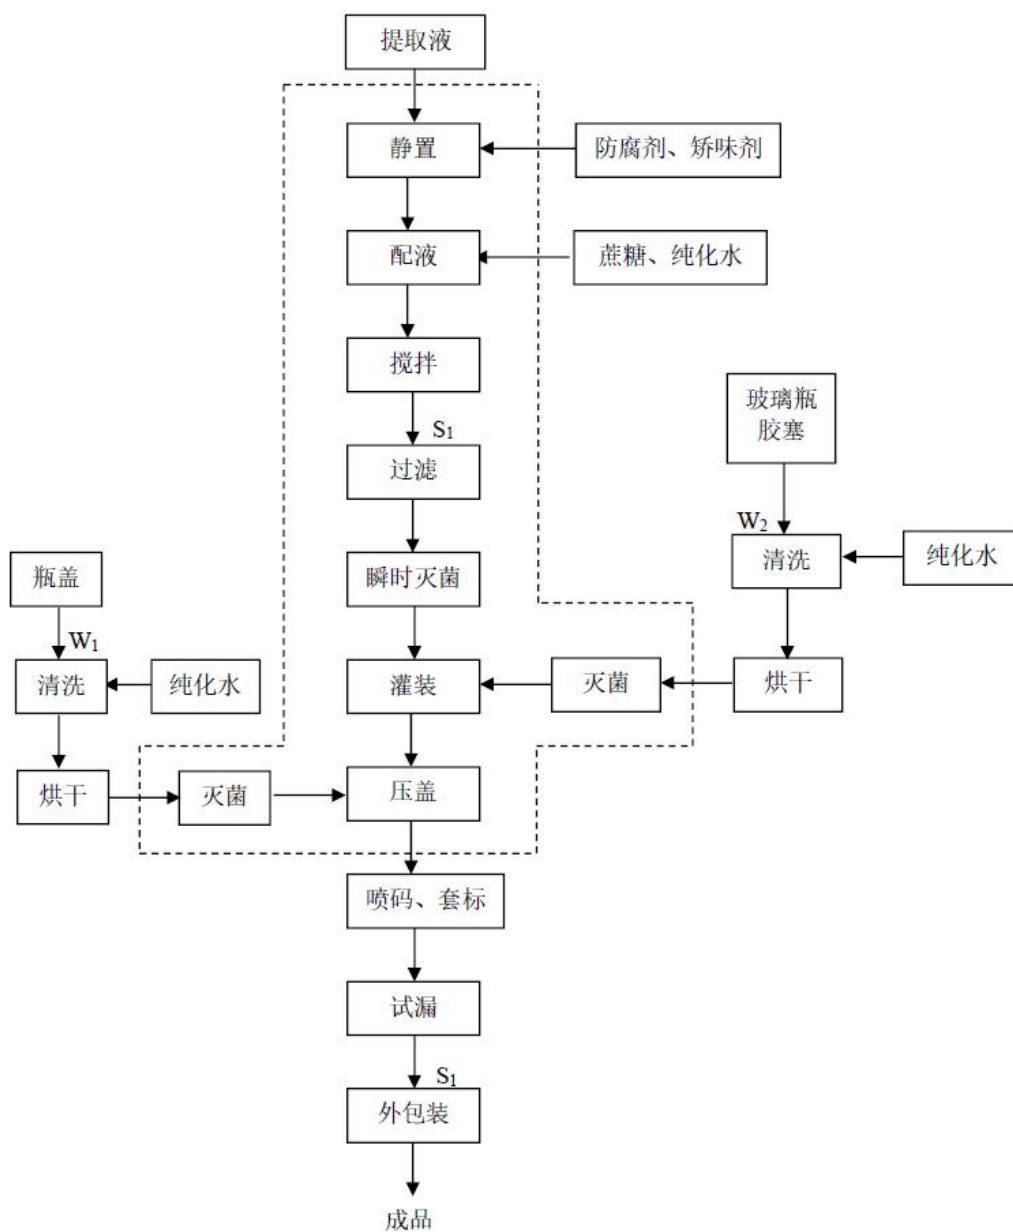 提取液
静置
防腐剂、矫味剂
配液
蔗糖、纯化水
搅拌
S₁
过滤
玻璃瓶
胶塞
W₂
清洗
纯化水
瞬时灭菌
瓶盖
W₁
清洗
纯化水
灌装
灭菌
烘干
烘干
灭菌
压盖
喷码、套标
试漏
S₁
外包装
成品